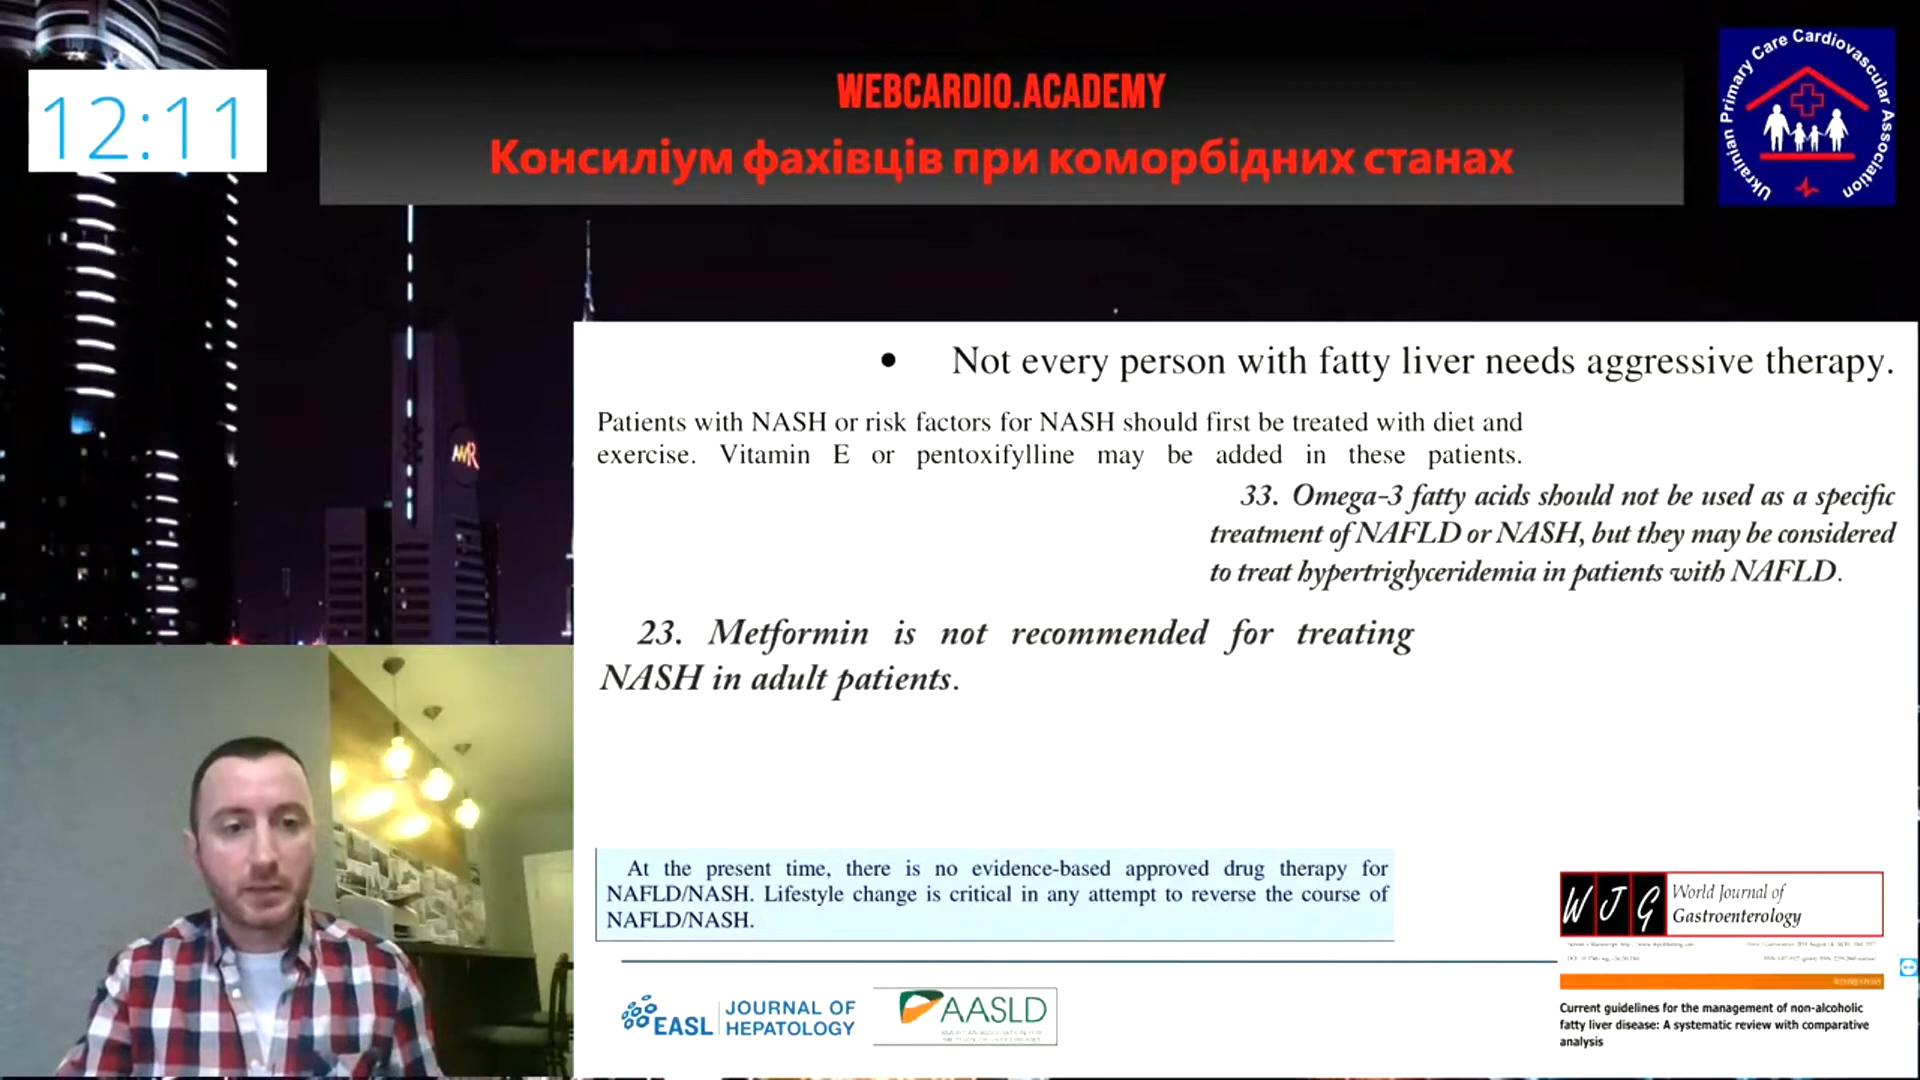 12:11
WEBCARDIO.ACADEMY
Консиліум фахівців при коморбідних станах
Ukrainian Primary Care Cardiovascular Association
AWR
• Not every person with fatty liver needs aggressive therapy.
Patients with NASH or risk factors for NASH should first be treated with diet and
exercise. Vitamin E or pentoxifylline may be added in these patients.
33. Omega-3 fatty acids should not be used as a specific
treatment of NAFLD or NASH, but they may be considered
to treat hypertriglyceridemia in patients with NAFLD.
23. Metformin is not recommended for treating
NASH in adult patients.
At the present time, there is no evidence-based approved drug therapy for
NAFLD/NASH. Lifestyle change is critical in any attempt to reverse the course of
NAFLD/NASH.
EASL
JOURNAL OF
HEPATOLOGY
AASLD
WJG
World Journal of
Gastroenterology
Current guidelines for the management of non-alcoholic
fatty liver disease: A systematic review with comparative
analysis